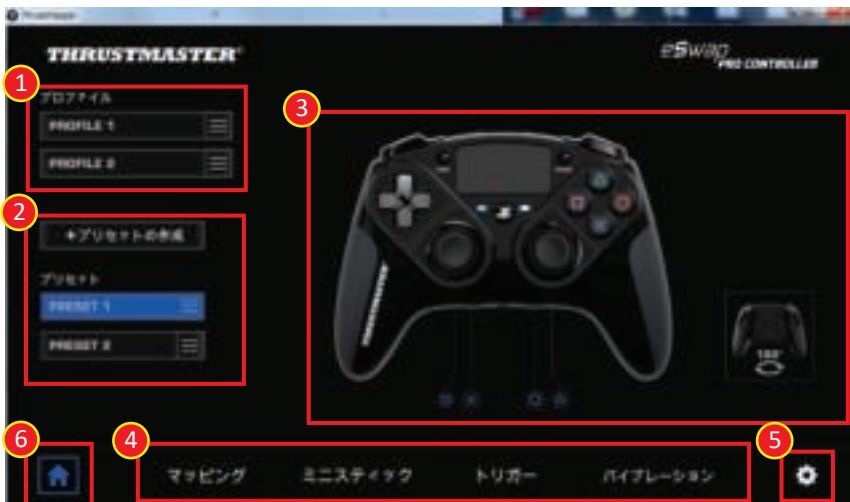 ThrustMapper
THRUSTMASTER®
eSwap
PRO CONTROLLER
1
プロファイル
PROFILE 1
PROFILE 2
2
+プリセットの作成
プリセット
PRESET 1
PRESET 2
3
180°
6
4
マッピング
ミニスティック
トリガー
バイブレーション
5